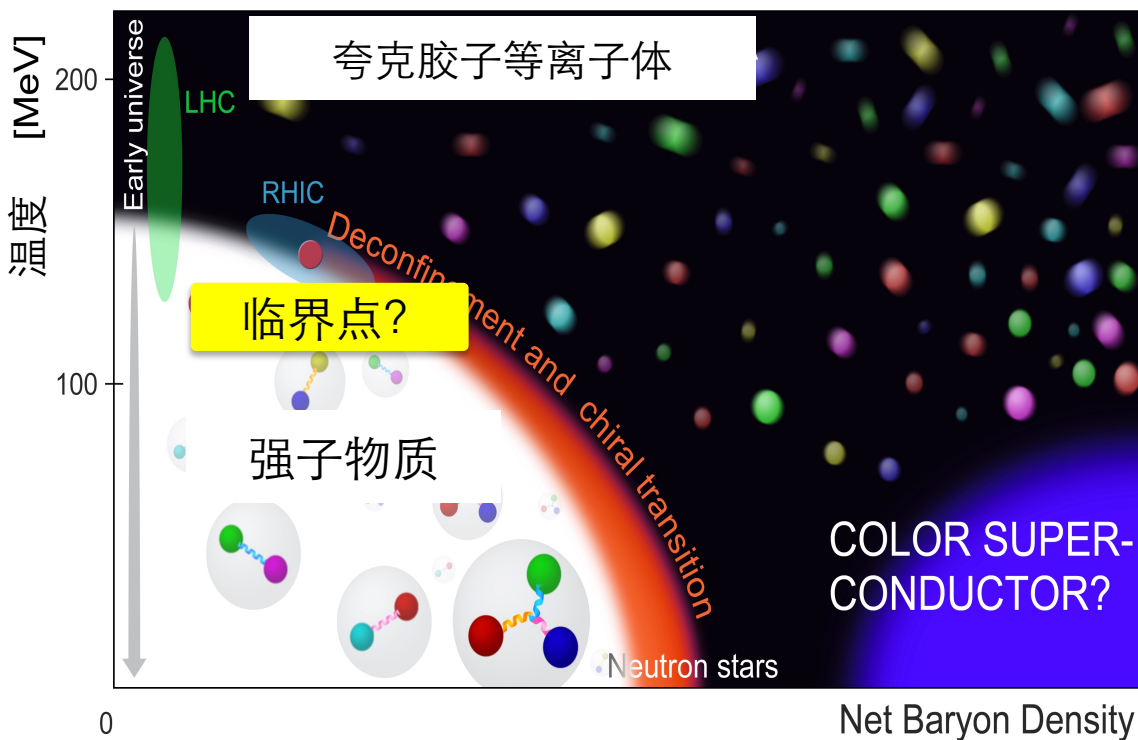 夸克胶子等离子体
200
温度 [MeV]
Early universe
LHC
RHIC
Deconfinement and chiral transition
临界点?
100
强子物质
COLOR SUPER-
CONDUCTOR?
Neutron stars
0
Net Baryon Density